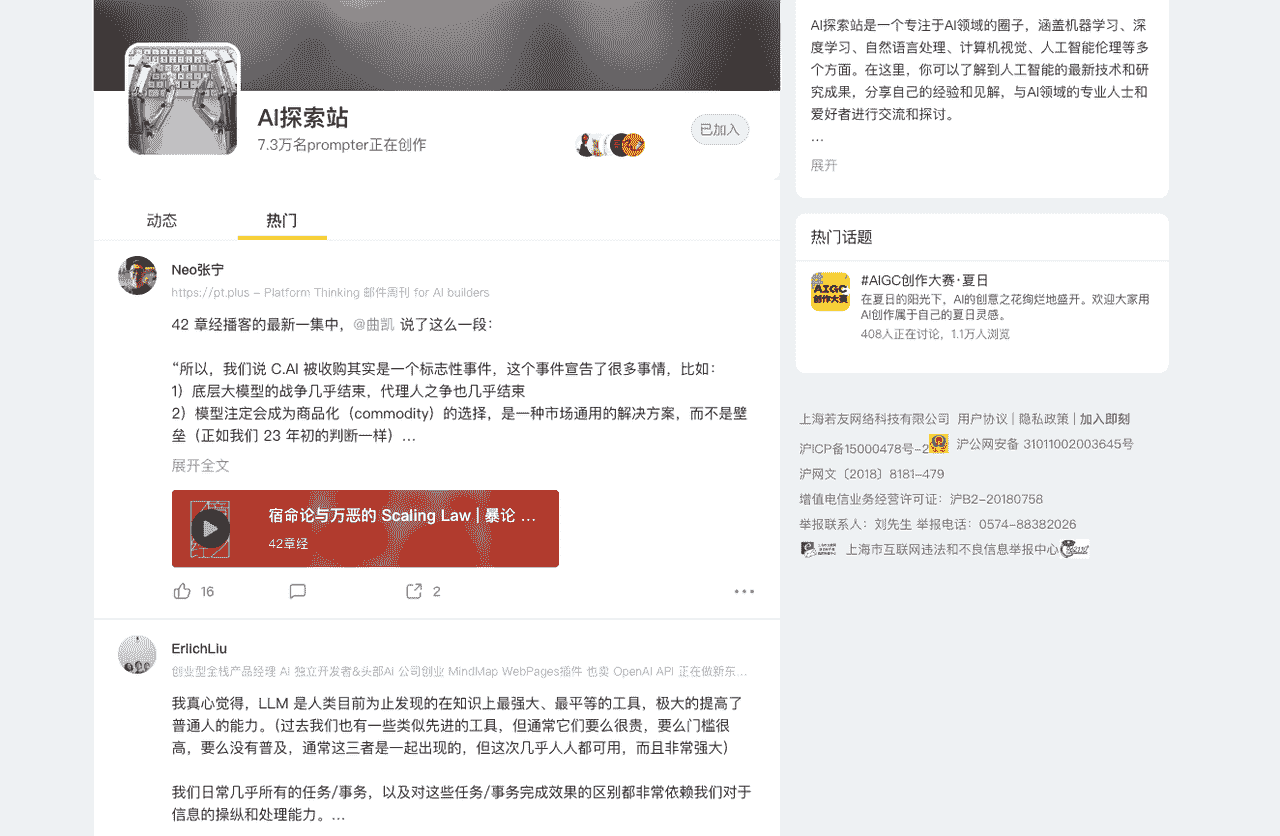 AI探索站
7.3万名prompter正在创作
已加入
动态
热门
Neo张宁
https://pt.plus – Platform Thinking 邮件周刊 for AI builders
42 章经播客的最新一集中，@曲凯 说了这么一段：
“所以，我们说 C.AI 被收购其实是一个标志性事件，这个事件宣告了很多事情，比如：
1）底层大模型的战争几乎结束，代理人之争也几乎结束
2）模型注定会成为商品化（commodity）的选择，是一种市场通用的解决方案，而不是壁
垒（正如我们 23 年初的判断一样）…
展开全文
宿命论与万恶的 Scaling Law | 暴论 …
42章经
16
2
ErlichLiu
创业型全栈产品经理 Ai 独立开发者&头部Ai 公司创业 MindMap WebPages插件 也卖 OpenAI API 正在做新东…
我真心觉得，LLM 是人类目前为止发现的在知识上最强大、最平等的工具，极大的提高了
普通人的能力。（过去我们也有一些类似先进的工具，但通常它们要么很贵，要么门槛很
高，要么没有普及，通常这三者是一起出现的，但这次几乎人人都可用，而且非常强大）
我们日常几乎所有的任务/事务，以及对这些任务/事务完成效果的区别都非常依赖我们对于
信息的操纵和处理能力。…
AI探索站是一个专注于AI领域的圈子，涵盖机器学习、深
度学习、自然语言处理、计算机视觉、人工智能伦理等多
个方面。在这里，你可以了解到人工智能的最新技术和研
究成果，分享自己的经验和见解，与AI领域的专业人士和
爱好者进行交流和探讨。
…
展开
热门话题
AIGC
创作大赛
#AIGC创作大赛·夏日
在夏日的阳光下，AI的创意之花绚烂地盛开。欢迎大家用
AI创作属于自己的夏日灵感。
408人正在讨论，1.1万人浏览
上海若友网络科技有限公司 用户协议 | 隐私政策 | 加入即刻
沪ICP备15000478号-2 沪公网安备 31011002003645号
沪网文〔2018〕8181-479
增值电信业务经营许可证：沪B2-20180758
举报联系人：刘先生 举报电话：0574-88382026
上海市互联网违法和不良信息举报中心